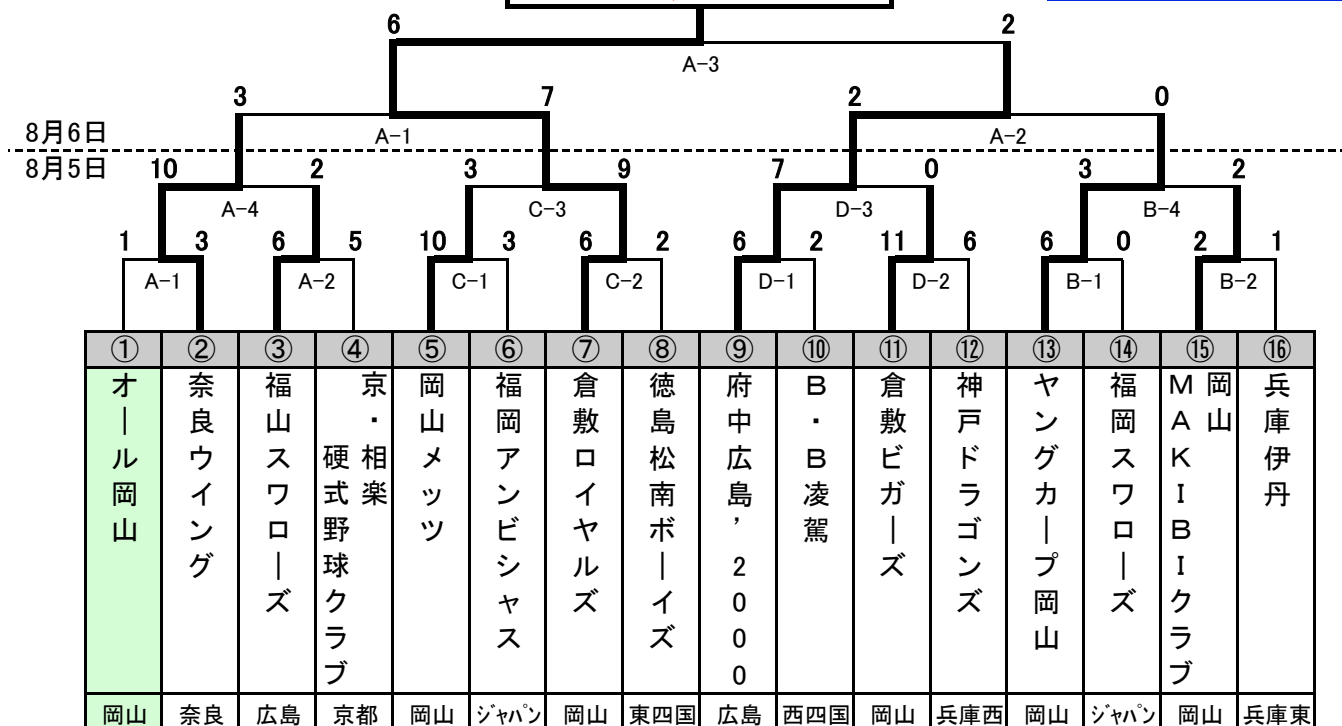 6 2
A-3
3 7 2 0
8月6日 A-1 A-2
8月5日 10 2 3 9 7 0 3 2
A-4 C-3 D-3 B-4
1 3 6 5 10 3 6 2 6 2 11 6 6 0 2 1
A-1 A-2 C-1 C-2 D-1 D-2 B-1 B-2
① ② ③ ④ ⑤ ⑥ ⑦ ⑧ ⑨ ⑩ ⑪ ⑫ ⑬ ⑭ ⑮ ⑯
オール岡山
奈良ウイング
福山スワローズ
京・相楽
硬式野球クラブ
岡山メッツ
福岡アンビシャス
倉敷ロイヤルズ
徳島松南ボーイズ
府中広島’2000
B・B凌駕
倉敷ビガーズ
神戸ドラゴンズ
ヤングカープ岡山
福岡スワローズ
岡山
MAKIBIクラブ
兵庫伊丹
岡山 奈良 広島 京都 岡山 ジャパン 岡山 東四国 広島 西四国 岡山 兵庫西 岡山 ジャパン 岡山 兵庫東